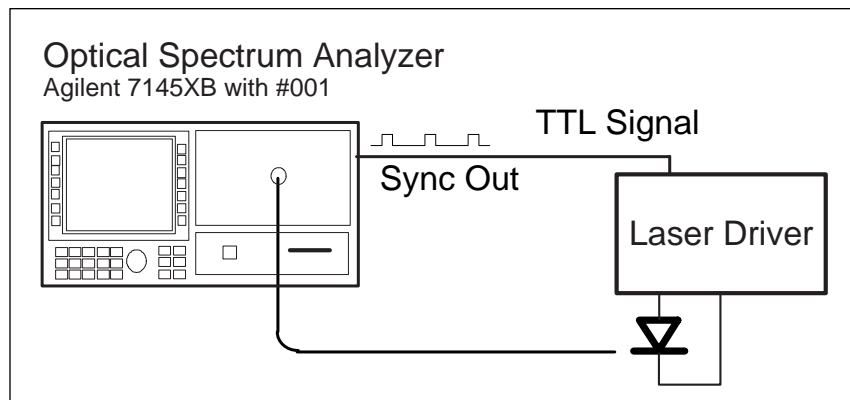 Optical Spectrum Analyzer
Agilent 7145XB with #001
TTL Signal
Sync Out
Laser Driver